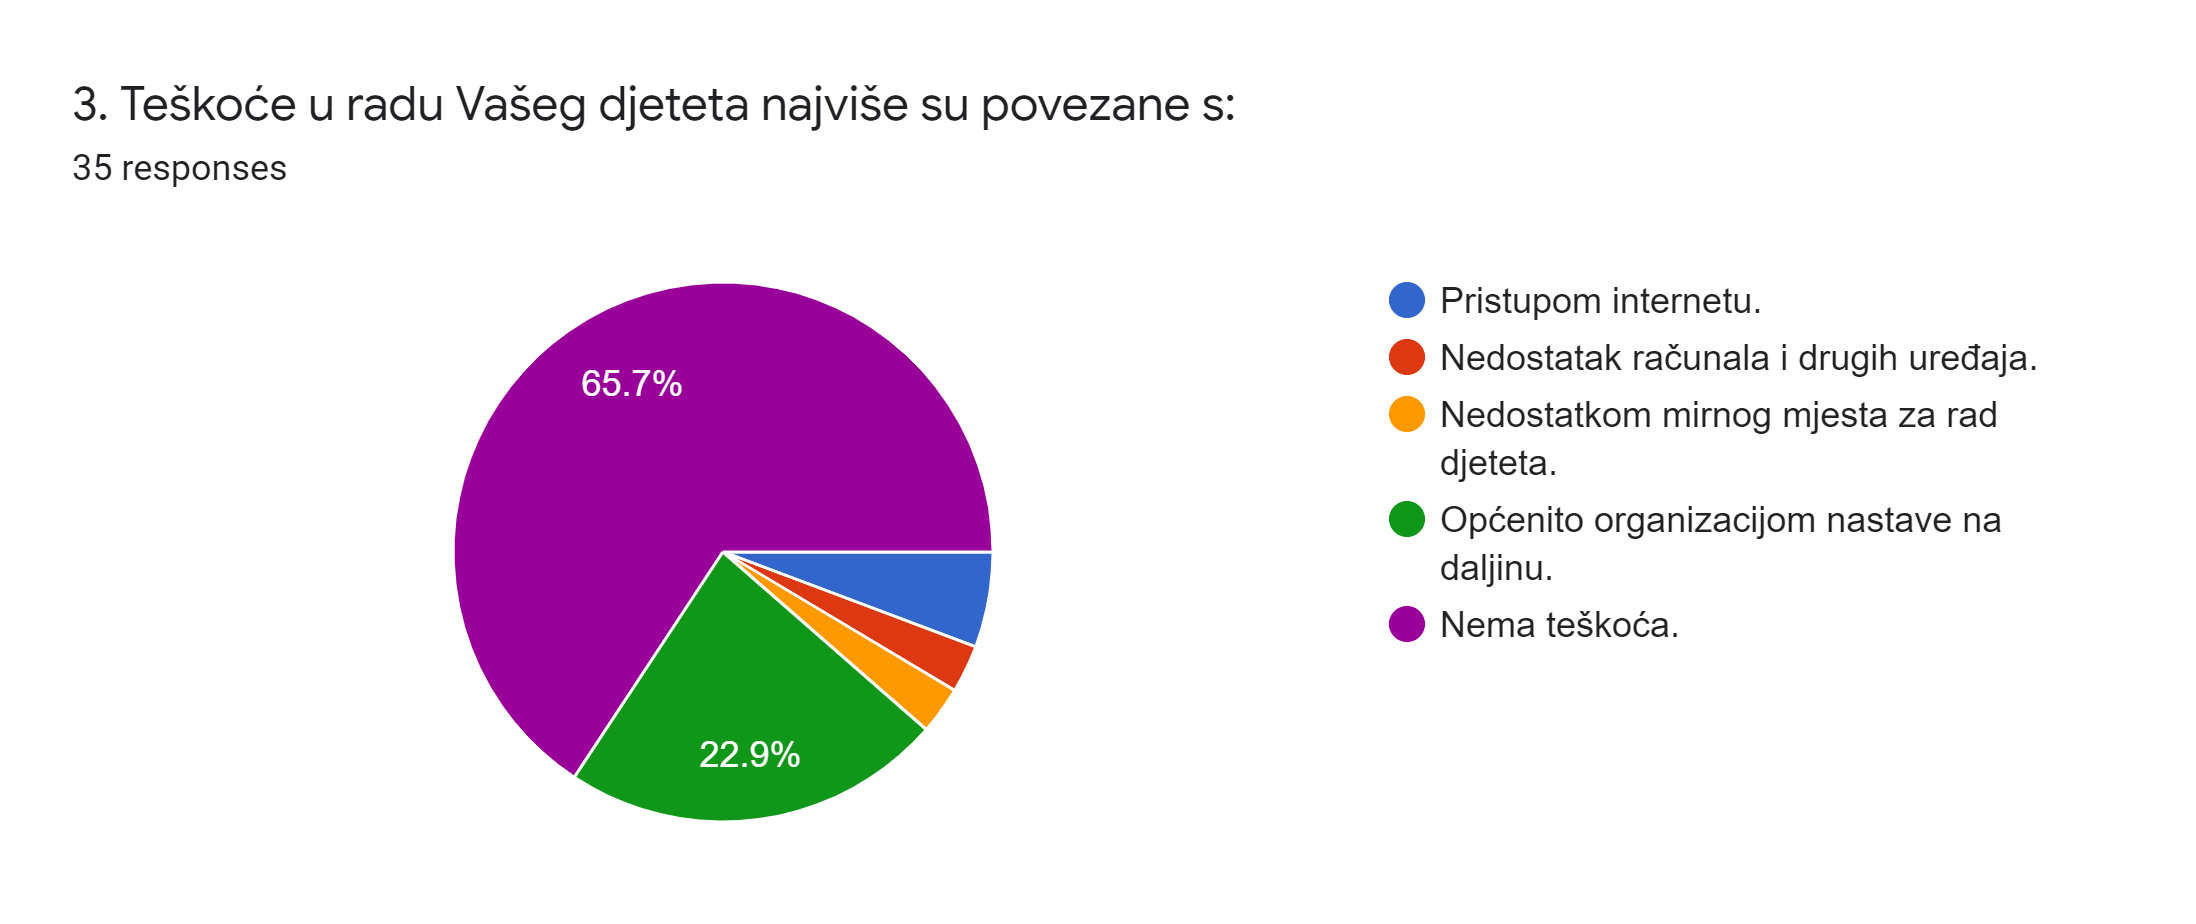 3. Teškoće u radu Vašeg djeteta najviše su povezane s:
35 responses
65.7%
22.9%
Pristupom internetu.
Nedostatak računala i drugih uređaja.
Nedostatkom mirnog mjesta za rad
djeteta.
Općenito organizacijom nastave na
daljinu.
Nema teškoća.